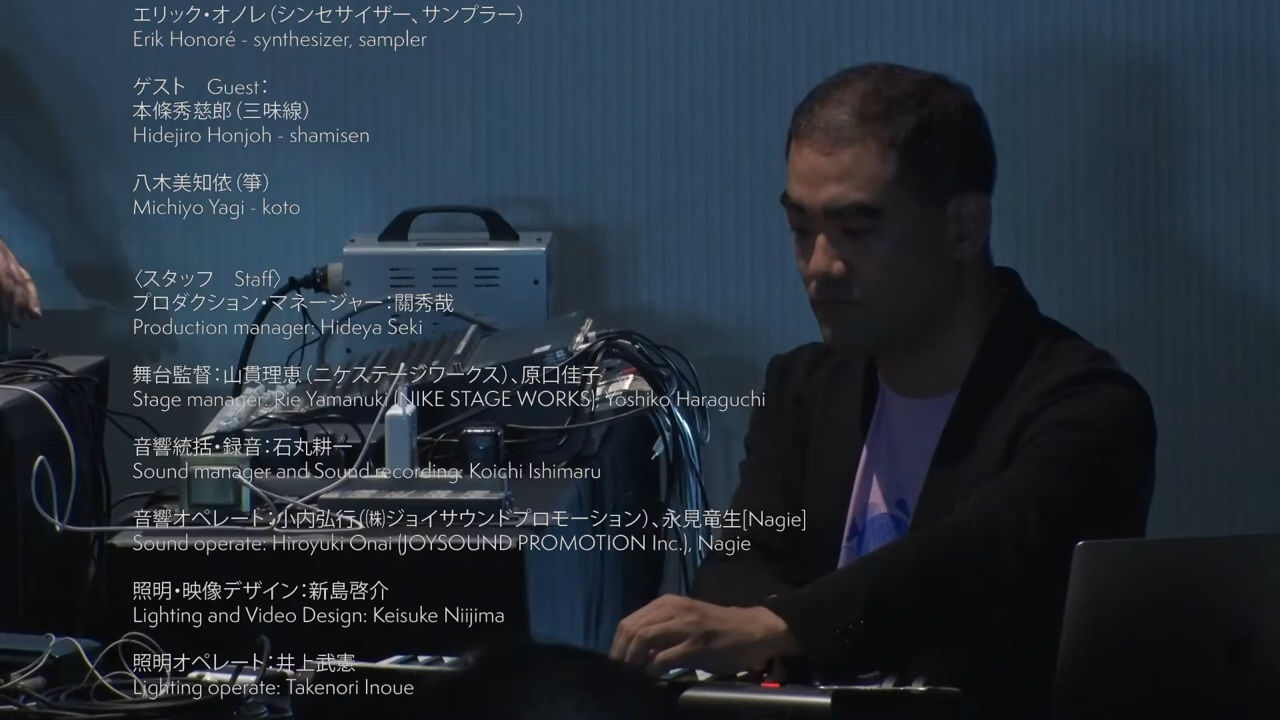 エリック・オノレ（シンセサイザー、サンプラー）
Erik Honoré - synthesizer, sampler
ゲスト　Guest：
本條秀慈郎（三味線）
Hidejiro Honjoh - shamisen
八木美知依（箏）
Michiyo Yagi - koto
〈スタッフ　Staff〉
プロダクション・マネージャー：關秀哉
Production manager: Hideya Seki
舞台監督：山貫理恵（ニケステージワークス）、原口佳子
Stage manager: Rie Yamanuki (NIKE STAGE WORKS), Yoshiko Haraguchi
音響統括・録音：石丸耕一
Sound manager and Sound recording: Koichi Ishimaru
音響オペレート：小内弘行（㈱ジョイサウンドプロモーション）、永見竜生[Nagie]
Sound operate: Hiroyuki Onai (JOYSOUND PROMOTION Inc.), Nagie
照明・映像デザイン：新島啓介
Lighting and Video Design: Keisuke Niijima
照明オペレート：井上武憲
Lighting operate: Takenori Inoue